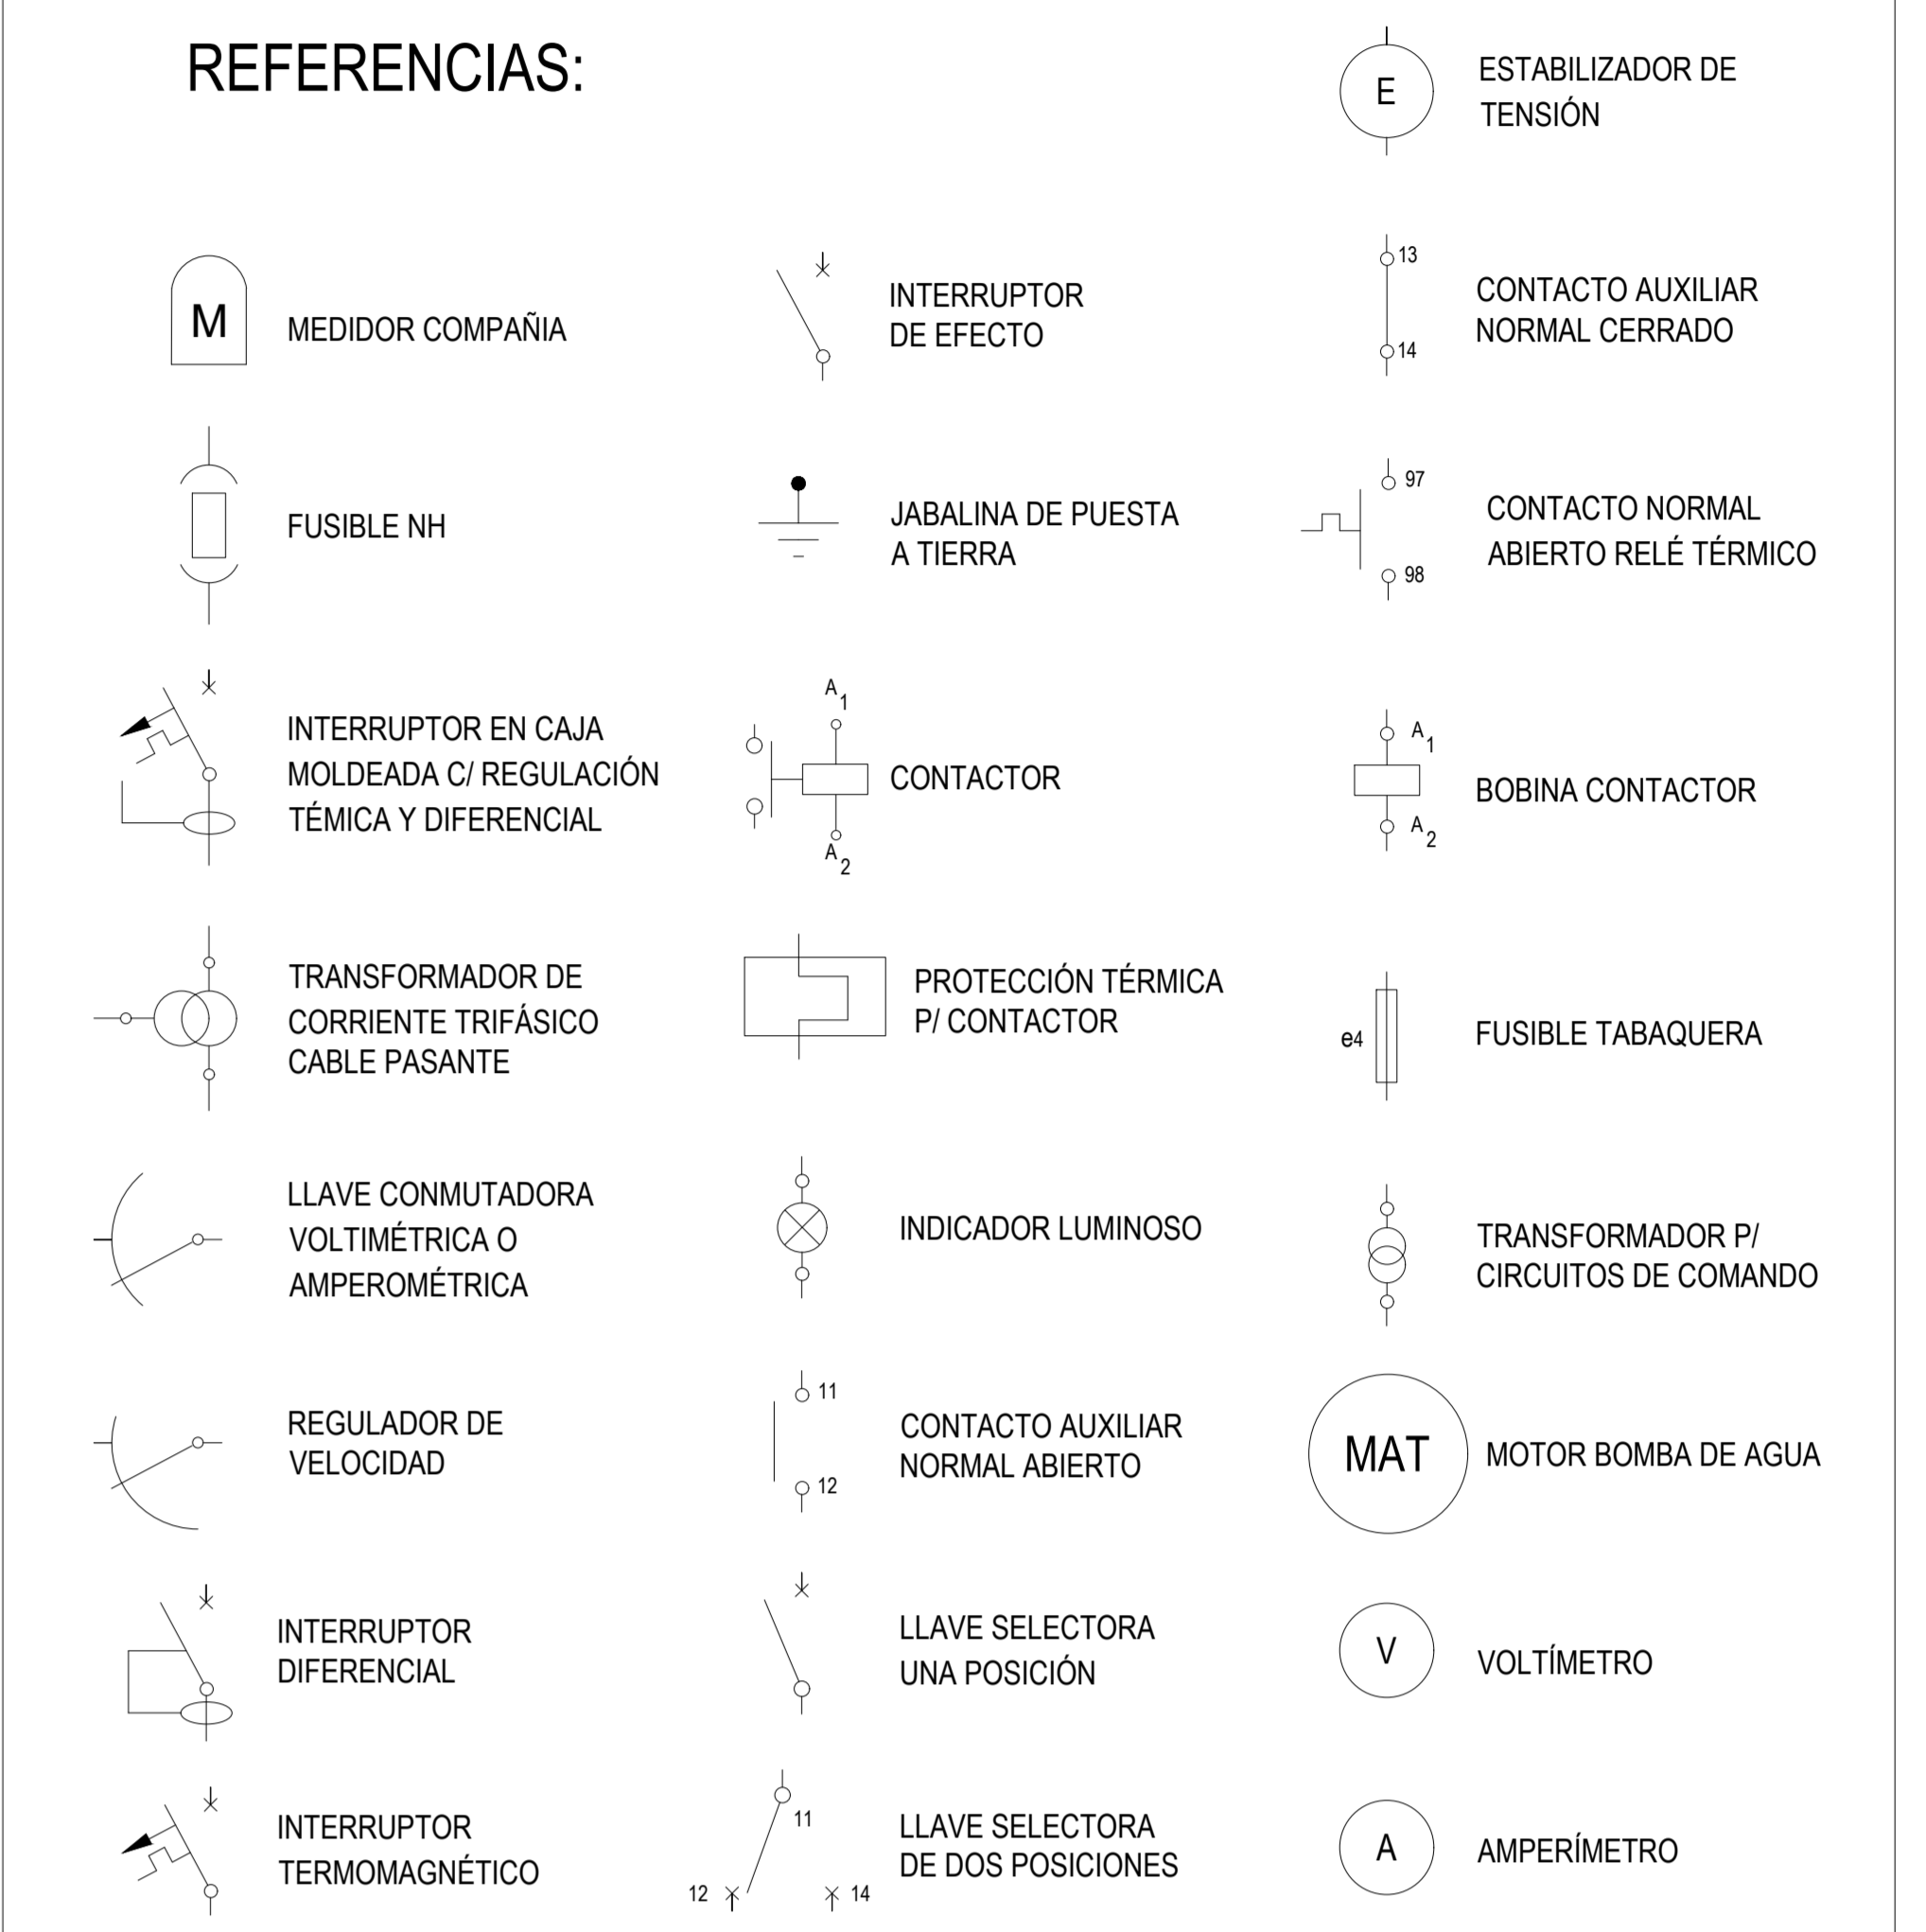 REFERENCIAS:
E
ESTABILIZADOR DE
TENSIÓN
M
MEDIDOR COMPAÑIA
INTERRUPTOR
DE EFECTO
13
14
CONTACTO AUXILIAR
NORMAL CERRADO
FUSIBLE NH
JABALINA DE PUESTA
A TIERRA
97
98
CONTACTO NORMAL
ABIERTO RELÉ TÉRMICO
INTERRUPTOR EN CAJA
MOLDEADA C/ REGULACIÓN
TÉMICA Y DIFERENCIAL
A1
A2
CONTACTOR
A1
A2
BOBINA CONTACTOR
TRANSFORMADOR DE
CORRIENTE TRIFÁSICO
CABLE PASANTE
PROTECCIÓN TÉRMICA
P/ CONTACTOR
e4
FUSIBLE TABAQUERA
LLAVE CONMUTADORA
VOLTIMÉTRICA O
AMPEROMÉTRICA
INDICADOR LUMINOSO
TRANSFORMADOR P/
CIRCUITOS DE COMANDO
REGULADOR DE
VELOCIDAD
11
12
CONTACTO AUXILIAR
NORMAL ABIERTO
MAT
MOTOR BOMBA DE AGUA
INTERRUPTOR
DIFERENCIAL
LLAVE SELECTORA
UNA POSICIÓN
V
VOLTÍMETRO
INTERRUPTOR
TERMOMAGNÉTICO
11
12
14
LLAVE SELECTORA
DE DOS POSICIONES
A
AMPERÍMETRO